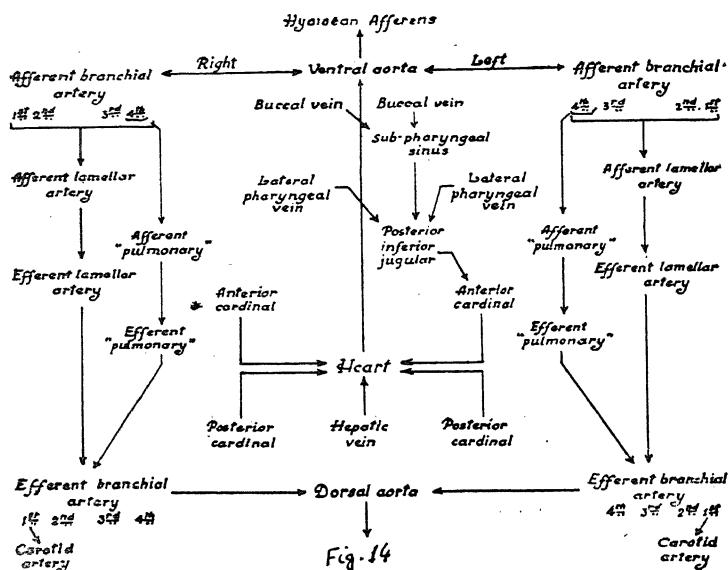 Hyoidean Afferens
Right
Left
Afferent branchial
artery
Ventral aorta
Afferent branchial
artery
1st 2nd 3rd 4th
4th 3rd 2nd 1st
Buccal vein
Buccal vein
Sub-pharyngeal
sinus
Afferent lamellar
artery
Afferent lamellar
artery
Lateral
pharyngeal
vein
Lateral
pharyngeal
vein
Afferent
"pulmonary"
Posterior
inferior
jugular
Afferent
"pulmonary"
Efferent lamellar
artery
Efferent lamellar
artery
* Anterior
cardinal
Anterior
cardinal
Efferent
"pulmonary"
Efferent
"pulmonary"
Heart
Posterior
cardinal
Hepatic
vein
Posterior
cardinal
Efferent branchial
artery
Dorsal aorta
Efferent branchial
artery
1st 2nd 3rd 4th
4th 3rd 2nd 1st
Carotid
artery
Carotid
artery
Fig. 14